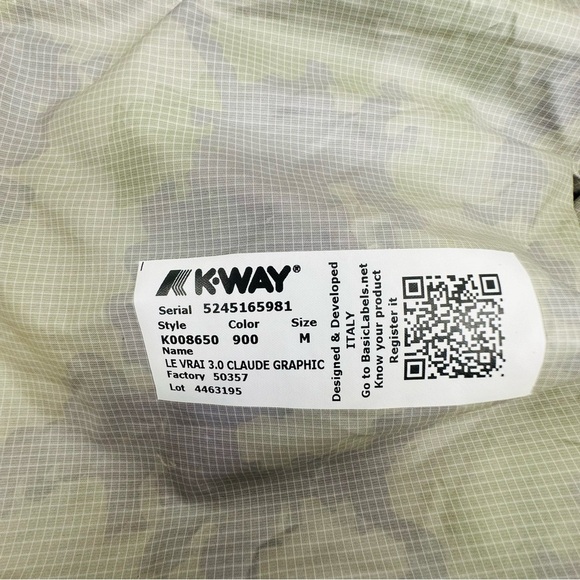 K-WAY®
Serial 5245165981
Style Color Size
K008650 900 M
Name
LE VRAI 3.0 CLAUDE GRAPHIC
Factory 50357
Lot 4463195
Designed & Developed
ITALY
Go to BasicLabels.net
Know your product
Register it